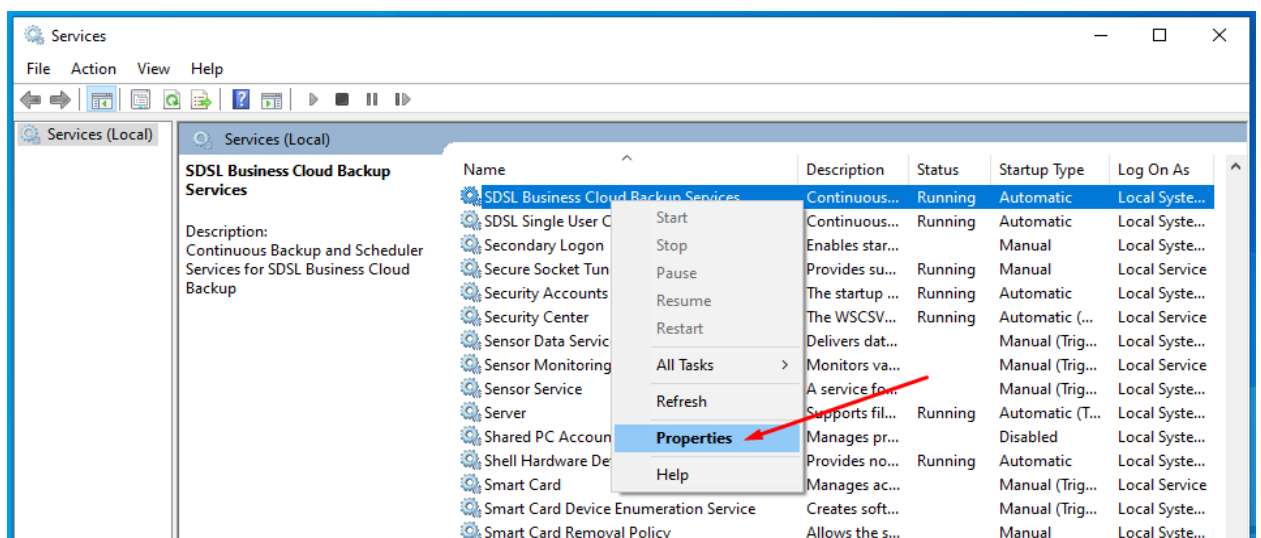 Services
File Action View Help
Services (Local)
Services (Local)
SDSL Business Cloud Backup
Services
Description:
Continuous Backup and Scheduler
Services for SDSL Business Cloud
Backup
Name Description Status Startup Type Log On As
SDSL Business Cloud Backup Services Continuous... Running Automatic Local Syste...
SDSL Single User C Continuous... Running Automatic Local Syste...
Secondary Logon Enables star... Manual Local Syste...
Secure Socket Tun Provides su... Running Manual Local Service
Security Accounts The startup ... Running Automatic Local Syste...
Security Center The WSCSV... Running Automatic (... Local Service
Sensor Data Servic Delivers dat... Manual (Trig... Local Syste...
Sensor Monitoring Monitors va... Manual (Trig... Local Service
Sensor Service A service fo... Manual (Trig... Local Syste...
Server Supports fil... Running Automatic (T... Local Syste...
Shared PC Accoun Manages pr... Disabled Local Syste...
Shell Hardware De Provides no... Running Automatic Local Syste...
Smart Card Manages ac... Manual (Trig... Local Service
Smart Card Device Enumeration Service Creates soft... Manual (Trig... Local Syste...
Smart Card Removal Policy Allows the s... Manual Local Syste...
Start
Stop
Pause
Resume
Restart
All Tasks
Refresh
Properties
Help